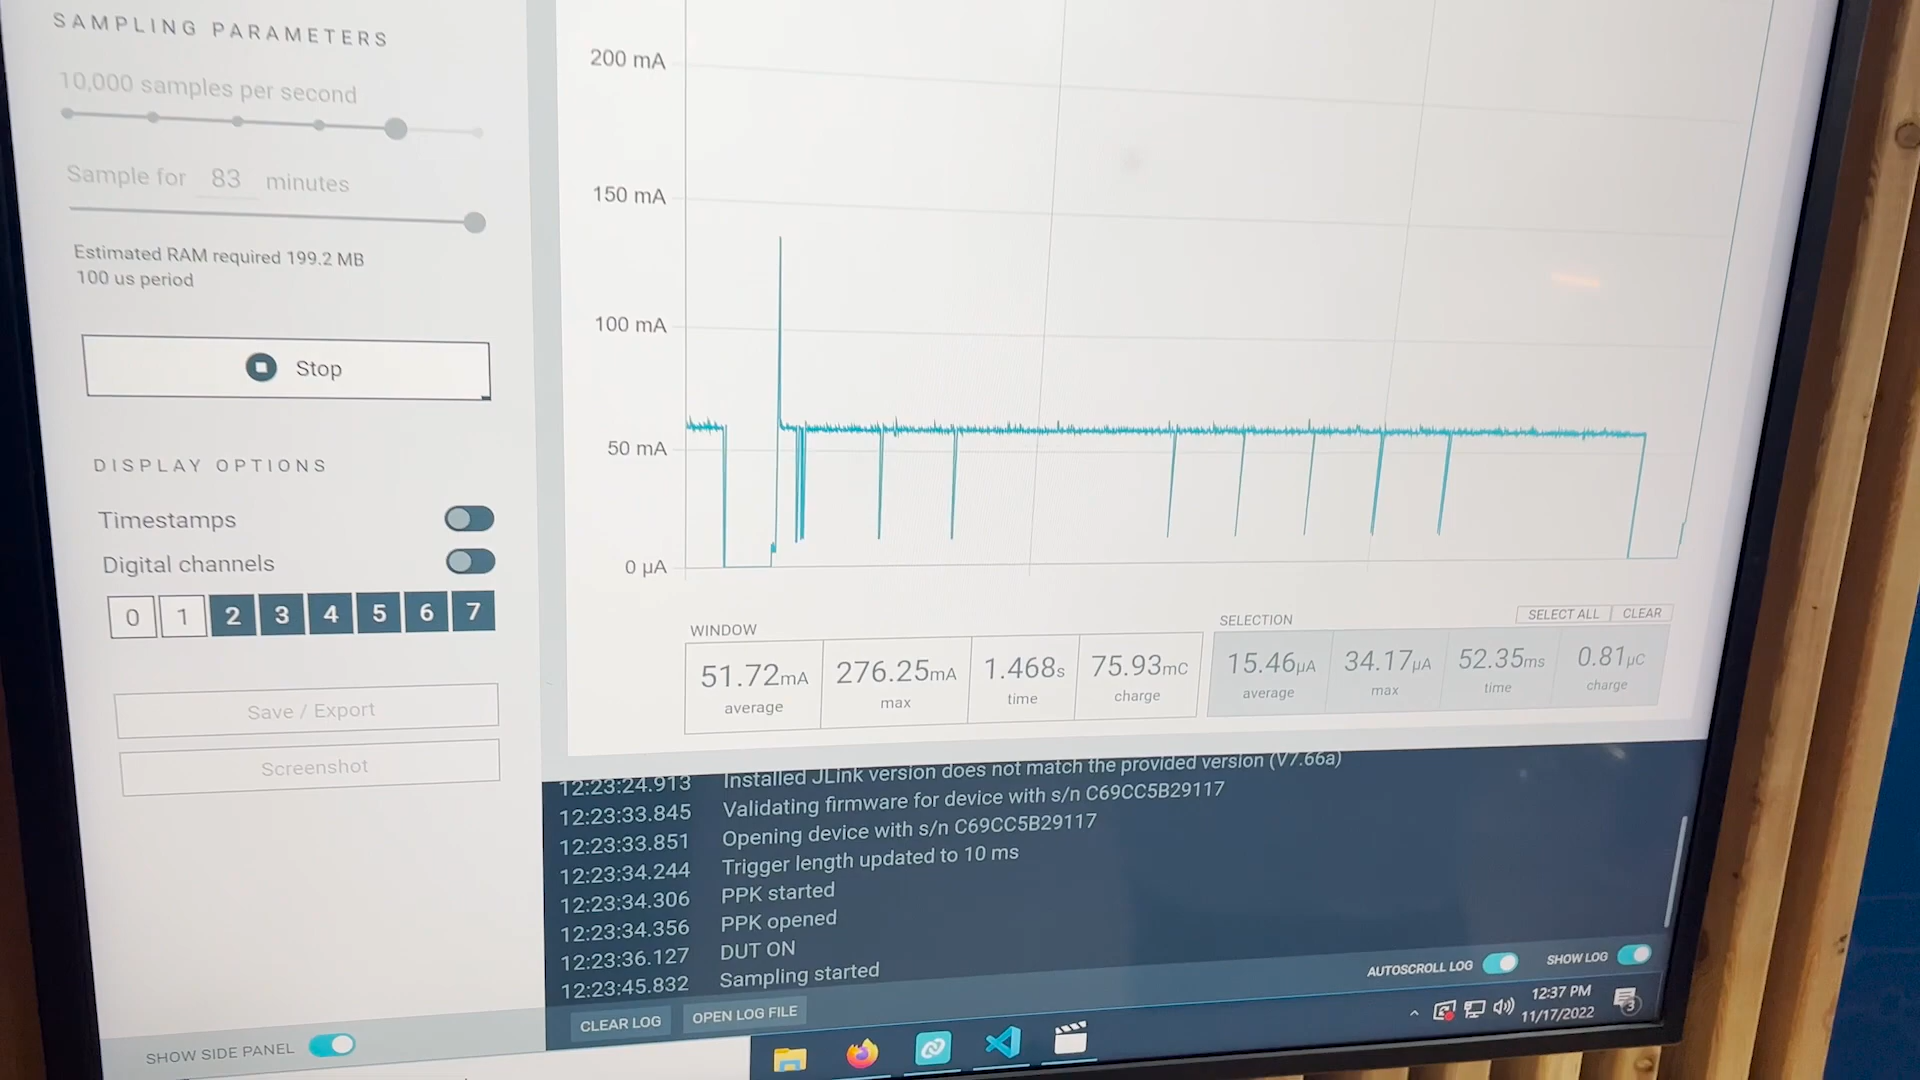 SAMPLING PARAMETERS
10,000 samples per second
Sample for 83 minutes
Estimated RAM required 199.2 MB
100 us period
Stop
DISPLAY OPTIONS
Timestamps
Digital channels
0 1 2 3 4 5 6 7
Save / Export
Screenshot
SHOW SIDE PANEL
200 mA
150 mA
100 mA
50 mA
0 µA
WINDOW
51.72mA average
276.25mA max
1.468s time
75.93mC charge
SELECTION
SELECT ALL CLEAR
15.46µA average
34.17µA max
52.35ms time
0.81µC charge
12:23:24.913 Installed JLink version does not match the provided version (V7.66a)
12:23:33.845 Validating firmware for device with s/n C69CC5B29117
12:23:33.851 Opening device with s/n C69CC5B29117
12:23:34.244 Trigger length updated to 10 ms
12:23:34.306 PPK started
12:23:34.356 PPK opened
12:23:36.127 DUT ON
12:23:45.832 Sampling started
CLEAR LOG OPEN LOG FILE
AUTOSCROLL LOG SHOW LOG
12:37 PM
11/17/2022
3